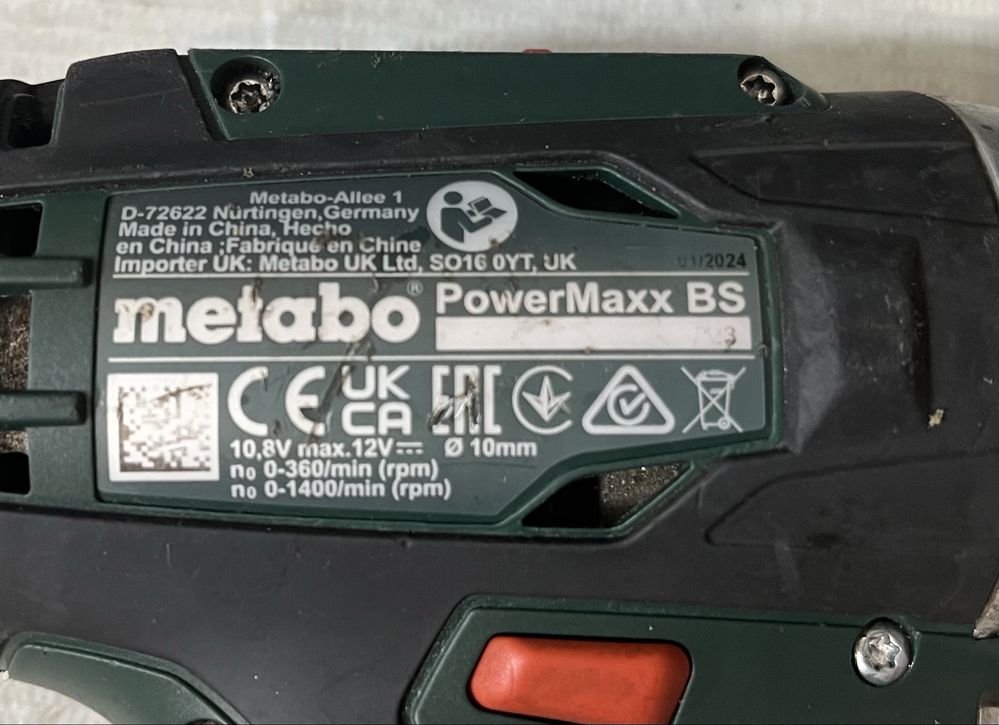 Metabo-Allee 1
D-72622 Nürtingen,Germany
Made in China, Hecho
en China ;Fabriqué en Chine
Importer UK: Metabo UK Ltd, SO16 0YT, UK
01/2024
metabo®
PowerMaxx BS
CE UK CA EAC
10,8V max.12V Ø 10mm
n₀ 0-360/min (rpm)
n₀ 0-1400/min (rpm)